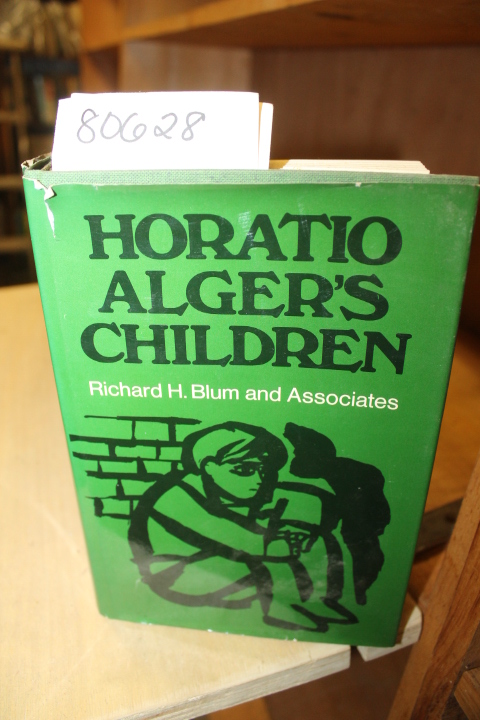 80628
HORATIO
ALGER'S
CHILDREN
Richard H. Blum and Associates